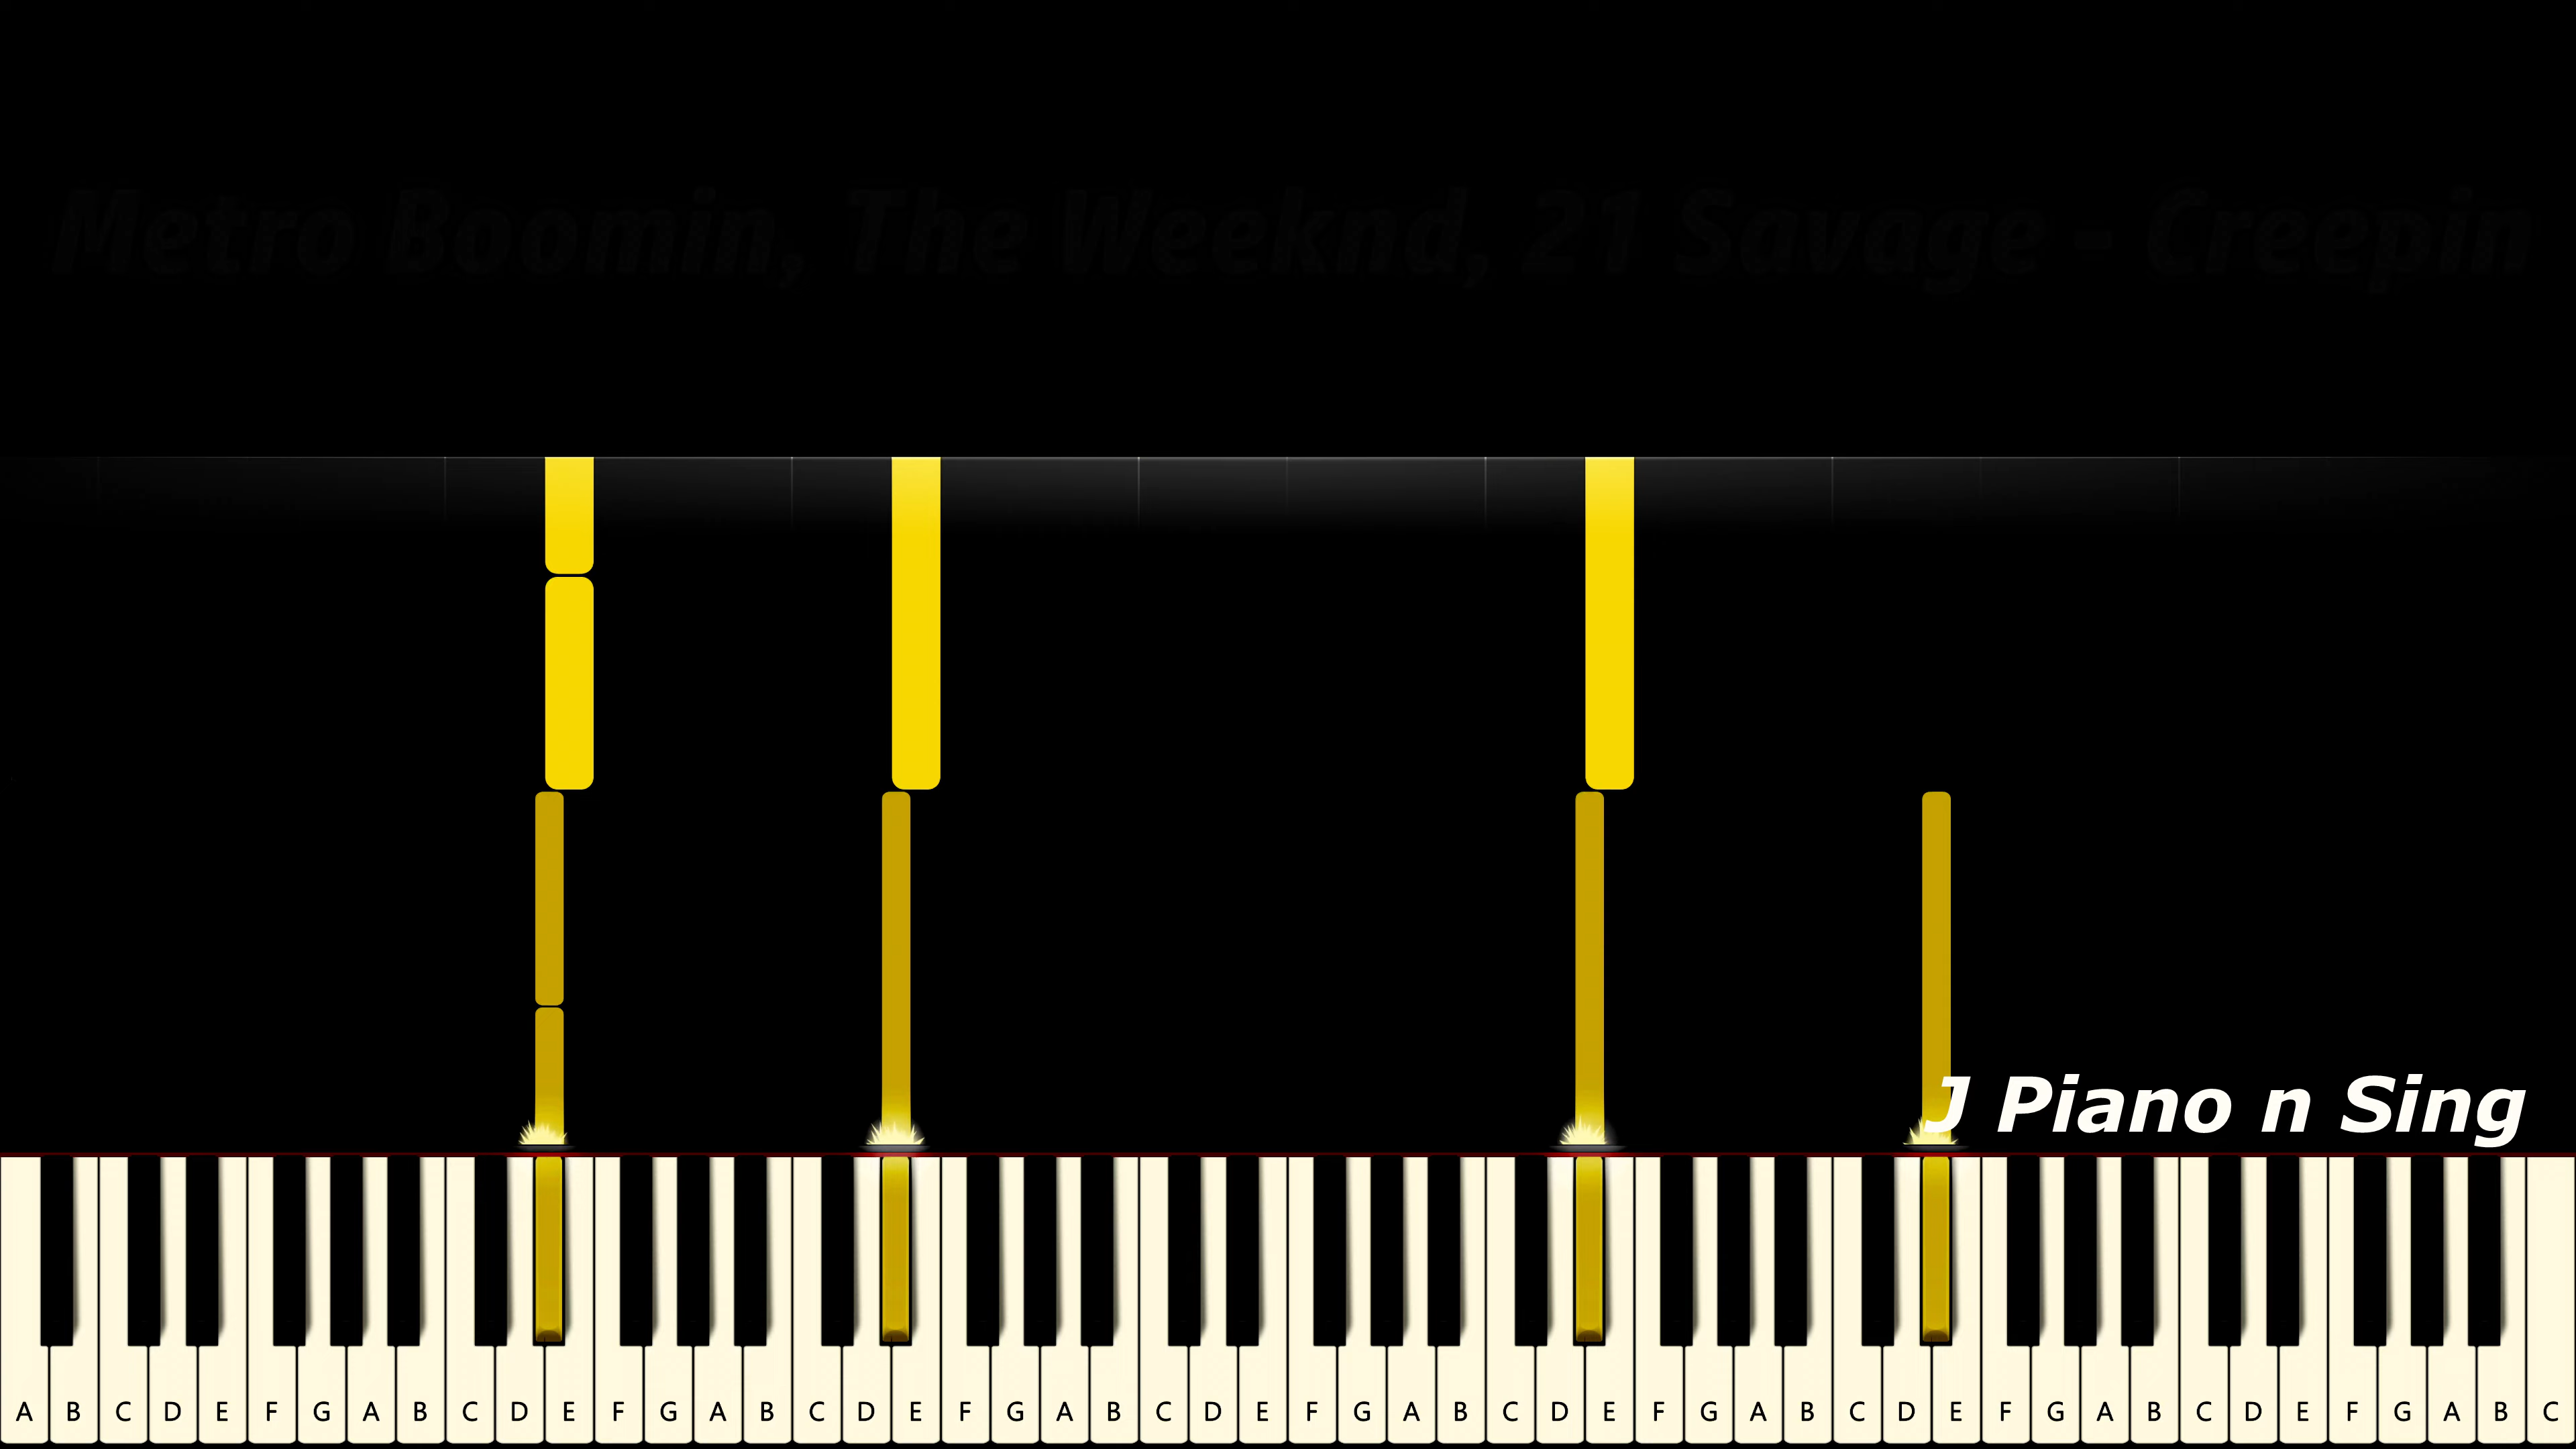 Metro Boomin, The Weeknd, 21 Savage - Creepin
J Piano n Sing
A B C D E F G A B C D E F G A B C D E F G A B C D E F G A B C D E F G A B C D E F G A B C D E F G A B C